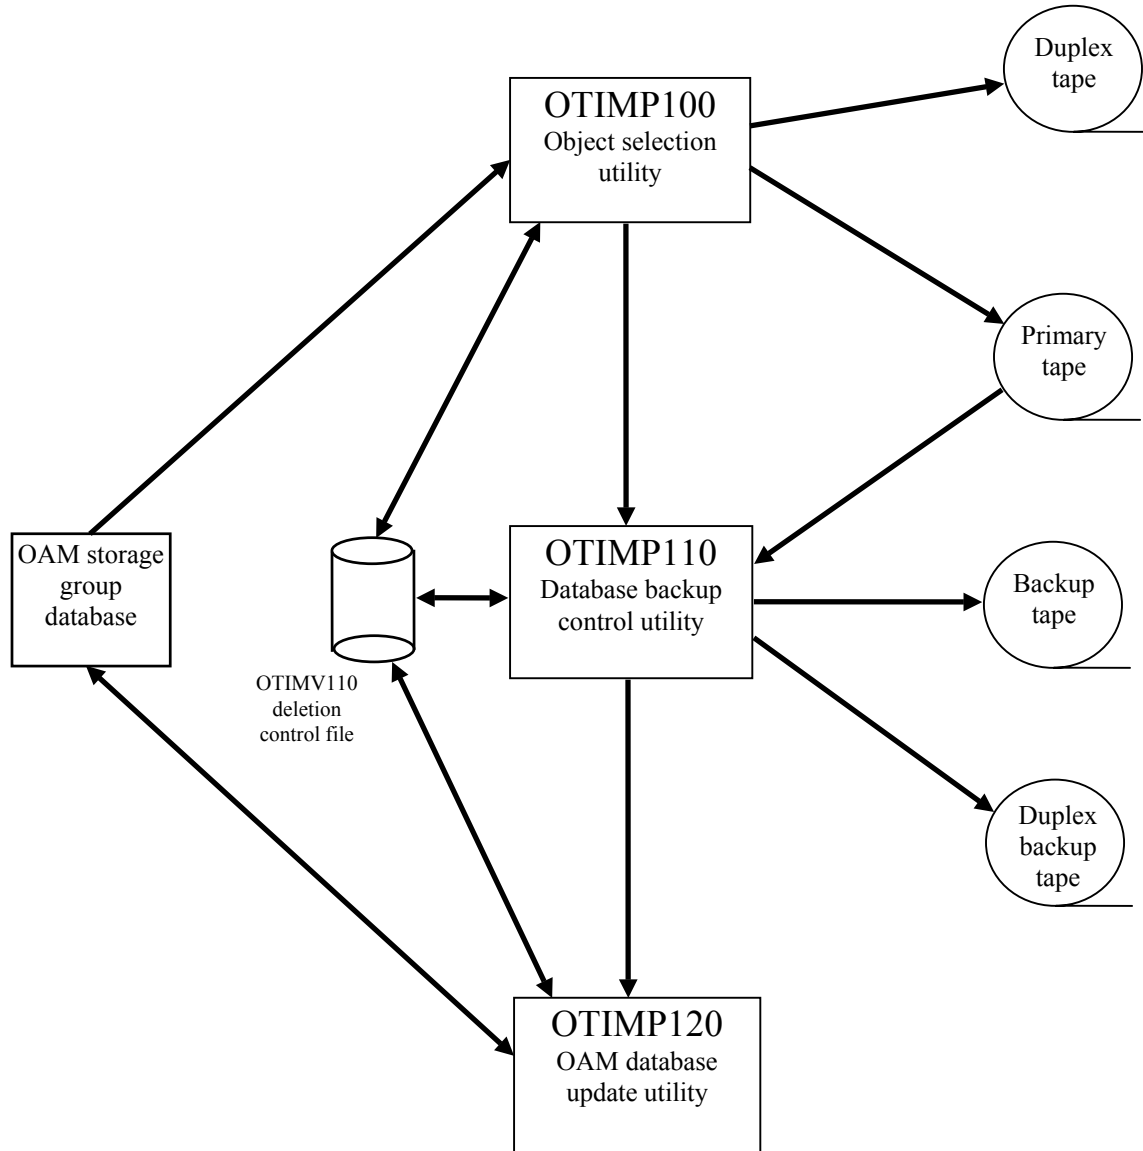 Duplex
tape
OTIMP100
Object selection
utility
Primary
tape
OAM storage
group
database
OTIMP110
Database backup
control utility
Backup
tape
OTIMV110
deletion
control file
Duplex
backup
tape
OTIMP120
OAM database
update utility